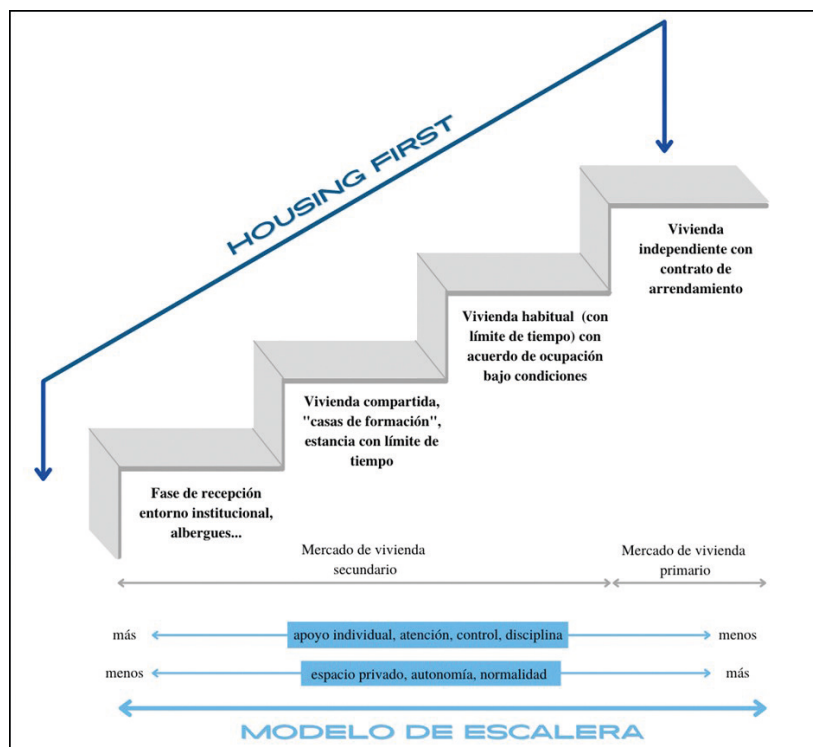 HOUSING FIRST
Vivienda
independiente con
contrato de
arrendamiento
Vivienda habitual (con
límite de tiempo) con
acuerdo de ocupación
bajo condiciones
Vivienda compartida,
"casas de formación",
estancia con límite de
tiempo
Fase de recepción
entorno institucional,
albergues...
Mercado de vivienda
secundario
Mercado de vivienda
primario
más
apoyo individual, atención, control, disciplina
menos
menos
espacio privado, autonomía, normalidad
más
MODELO DE ESCALERA